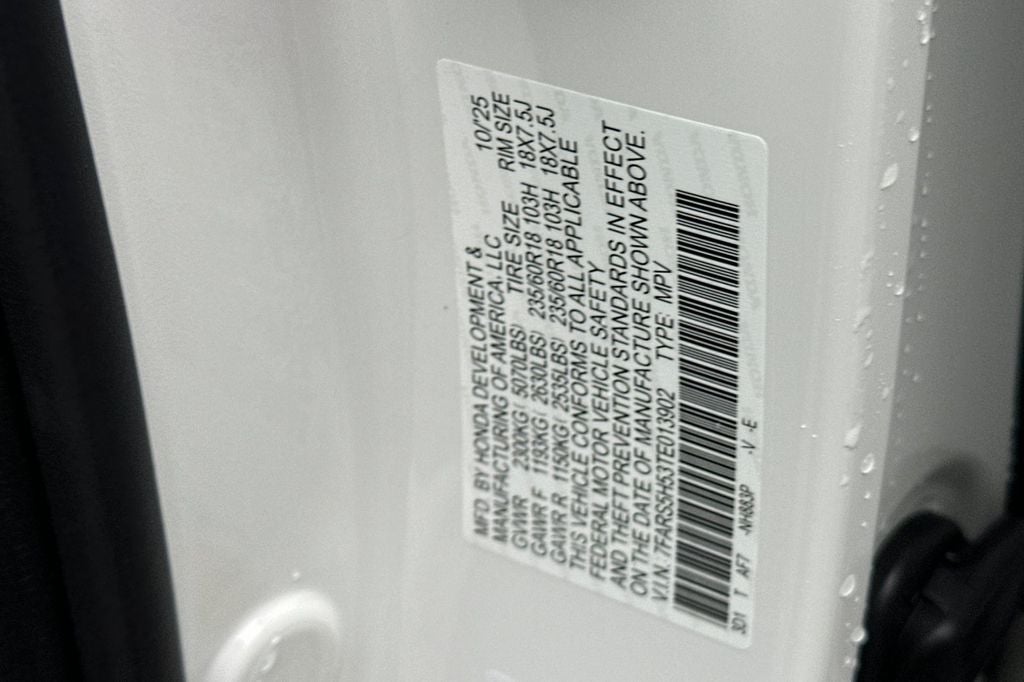 MFD. BY HONDA DEVELOPMENT & 10/'25
MANUFACTURING OF AMERICA, LLC
TIRE SIZE RIM SIZE
GVWR 2300KG( 5070LBS) 235/60R18 103H 18X7.5J
GAWR F 1193KG( 2630LBS) 235/60R18 103H 18X7.5J
GAWR R 1150KG( 2535LBS)
THIS VEHICLE CONFORMS TO ALL APPLICABLE
FEDERAL MOTOR VEHICLE SAFETY
AND THEFT PREVENTION STANDARDS IN EFFECT
ON THE DATE OF MANUFACTURE SHOWN ABOVE.
V.I.N. 7FARS5H53TE013902 TYPE: MPV
3D1 T AF7 -NH883P -V -E